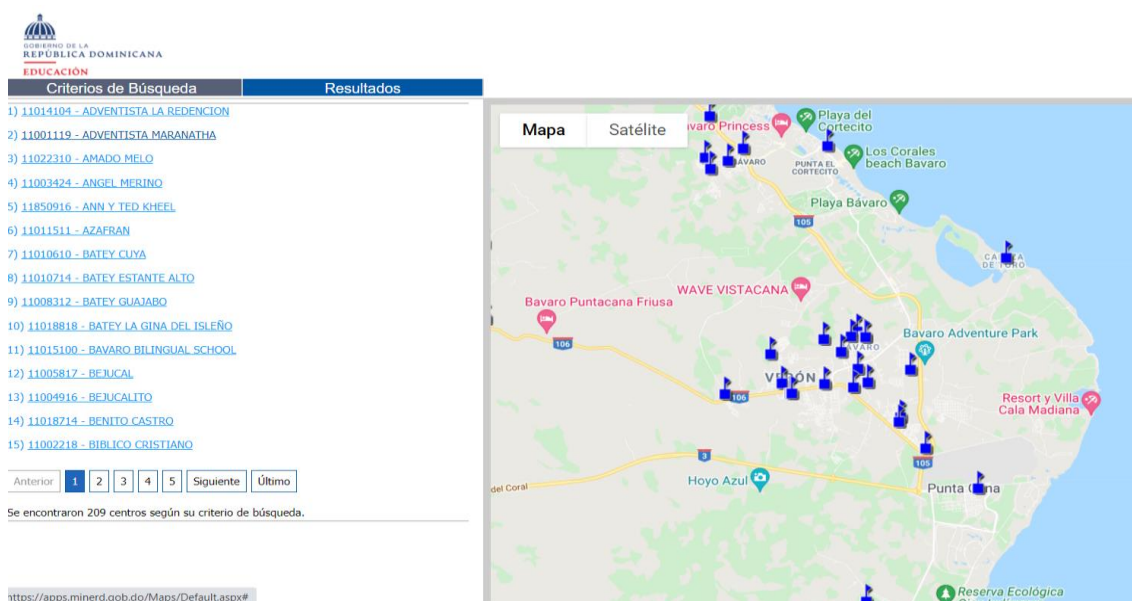 GOBIERNO DE LA
REPÚBLICA DOMINICANA
EDUCACIÓN
Criterios de Búsqueda
Resultados
1) 11014104 - ADVENTISTA LA REDENCION
2) 11001119 - ADVENTISTA MARANATHA
3) 11022310 - AMADO MELO
4) 11003424 - ANGEL MERINO
5) 11850916 - ANN Y TED KHEEL
6) 11011511 - AZAFRAN
7) 11010610 - BATEY CUYA
8) 11010714 - BATEY ESTANTE ALTO
9) 11008312 - BATEY GUAJABO
10) 11018818 - BATEY LA GINA DEL ISLEÑO
11) 11015100 - BAVARO BILINGUAL SCHOOL
12) 11005817 - BEJUCAL
13) 11004916 - BEJUCALITO
14) 11018714 - BENITO CASTRO
15) 11002218 - BIBLICO CRISTIANO
Anterior 1 2 3 4 5 Siguiente Último
Se encontraron 209 centros según su criterio de búsqueda.
https://apps.minerd.gob.do/Maps/Default.aspx#
Mapa Satélite
varo Princess
Playa del
Cortecito
Los Corales
beach Bavaro
PUNTA EL
CORTECITO
Playa Bávaro
105
WAVE VISTACANA
Bavaro Puntacana Friusa
106
Bavaro Adventure Park
106
Resort y Villa
Cala Madiana
3
105
Hoyo Azul
del Coral
Reserva Ecológica